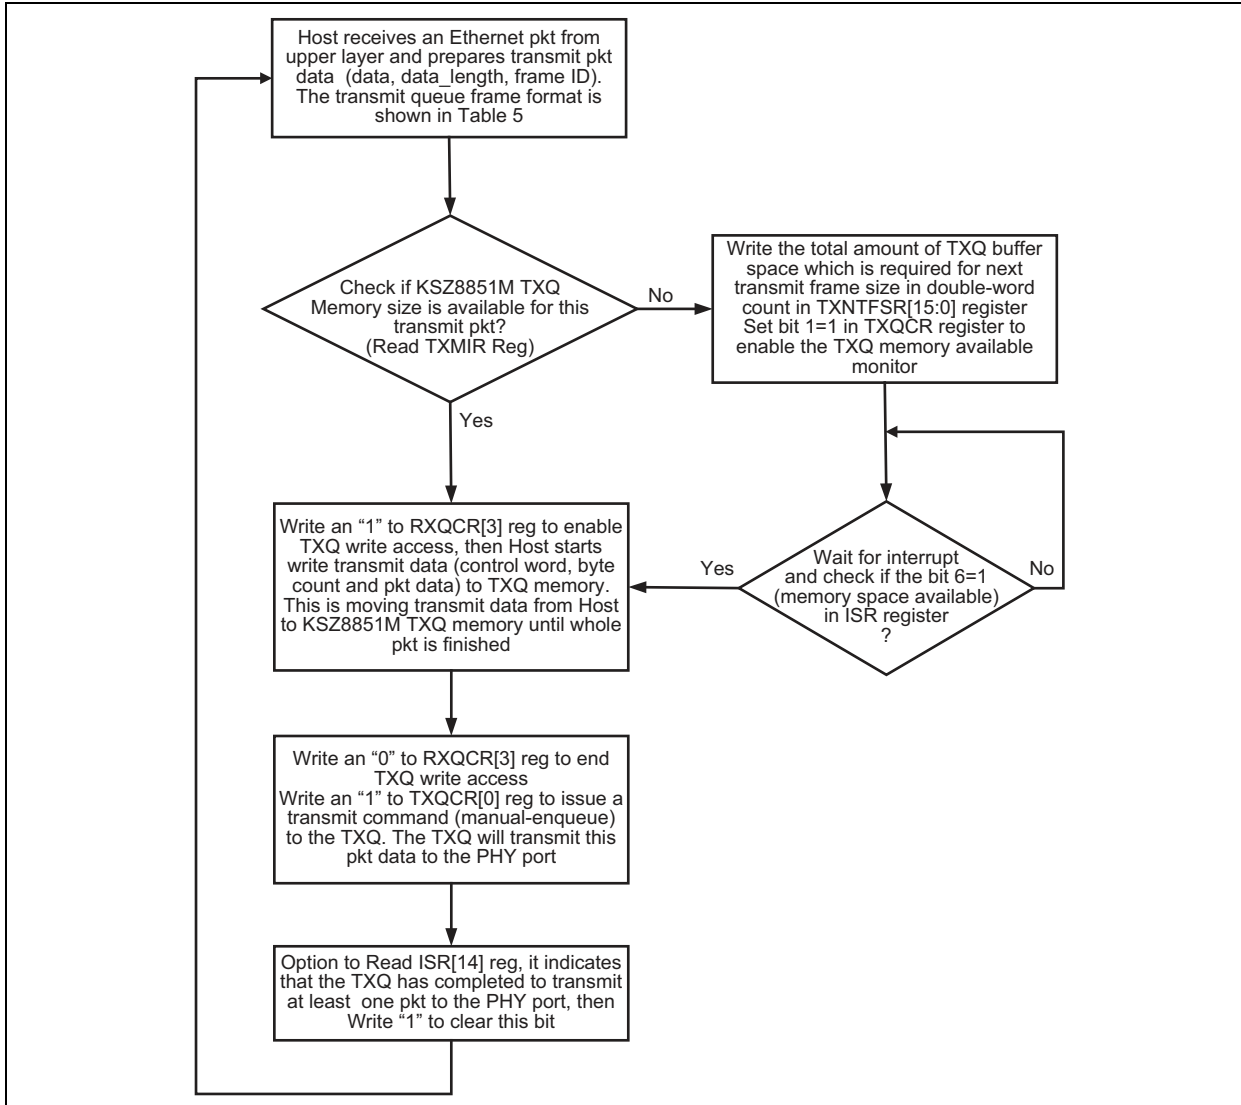 Host receives an Ethernet pkt from
upper layer and prepares transmit pkt
data (data, data_length, frame ID).
The transmit queue frame format is
shown in Table 5
Check if KSZ8851M TXQ
Memory size is available for this
transmit pkt?
(Read TXMIR Reg)
No
Yes
Write the total amount of TXQ buffer
space which is required for next
transmit frame size in double-word
count in TXNTFSR[15:0] register
Set bit 1=1 in TXQCR register to
enable the TXQ memory available
monitor
Wait for interrupt
and check if the bit 6=1
(memory space available)
in ISR register
?
No
Yes
Write an “1” to RXQCR[3] reg to enable
TXQ write access, then Host starts
write transmit data (control word, byte
count and pkt data) to TXQ memory.
This is moving transmit data from Host
to KSZ8851M TXQ memory until whole
pkt is finished
Write an “0” to RXQCR[3] reg to end
TXQ write access
Write an “1” to TXQCR[0] reg to issue a
transmit command (manual-enqueue)
to the TXQ. The TXQ will transmit this
pkt data to the PHY port
Option to Read ISR[14] reg, it indicates
that the TXQ has completed to transmit
at least one pkt to the PHY port, then
Write “1” to clear this bit